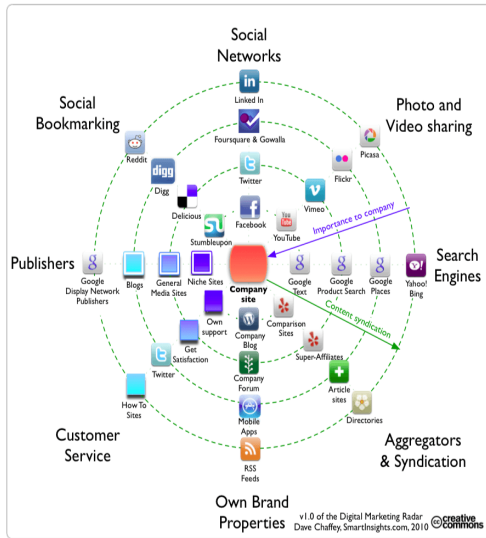 Social
Networks
in
Linked In
Social
Bookmarking
Photo and
Video sharing
Foursquare & Gowalla
Reddit
Picasa
digg
Digg
Flickr
Twitter
Delicious
Vimeo
Facebook
You
Tube
YouTube
Stumbleupon
Importance to company
Publishers
Google
Display Network
Publishers
Blogs
General
Media Sites
Niche Sites
Company
site
Google
Text
Google
Product Search
Google
Places
Yahoo!
Bing
Search
Engines
Content syndication
Own
support
Company
Blog
Comparison
Sites
Get
Satisfaction
Super-Affiliates
Twitter
Company
Forum
Article
sites
How To
Sites
Mobile
Apps
Directories
Customer
Service
RSS
Feeds
Aggregators
& Syndication
Own Brand
Properties
v1.0 of the Digital Marketing Radar
Dave Chaffey, SmartInsights.com, 2010
cc creative
commons